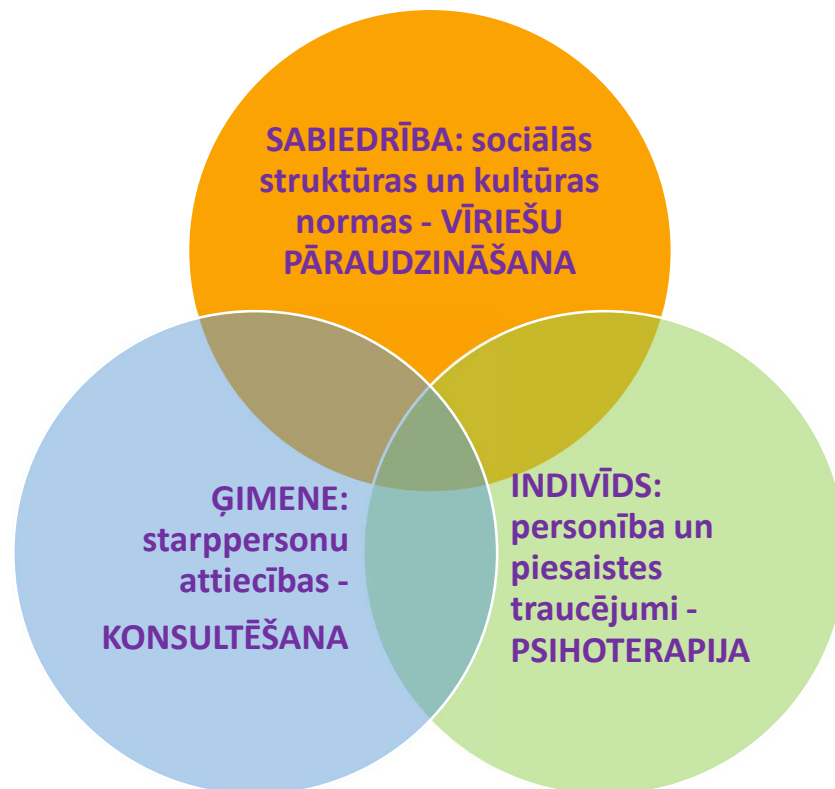 SABIEDRĪBA: sociālās
struktūras un kultūras
normas - VĪRIEŠU
PĀRAUDZINĀŠANA
ĢIMENE:
starppersonu
attiecības -
KONSULTĒŠANA
INDIVĪDS:
personība un
piesaistes
traucējumi -
PSIHOTERAPIJA